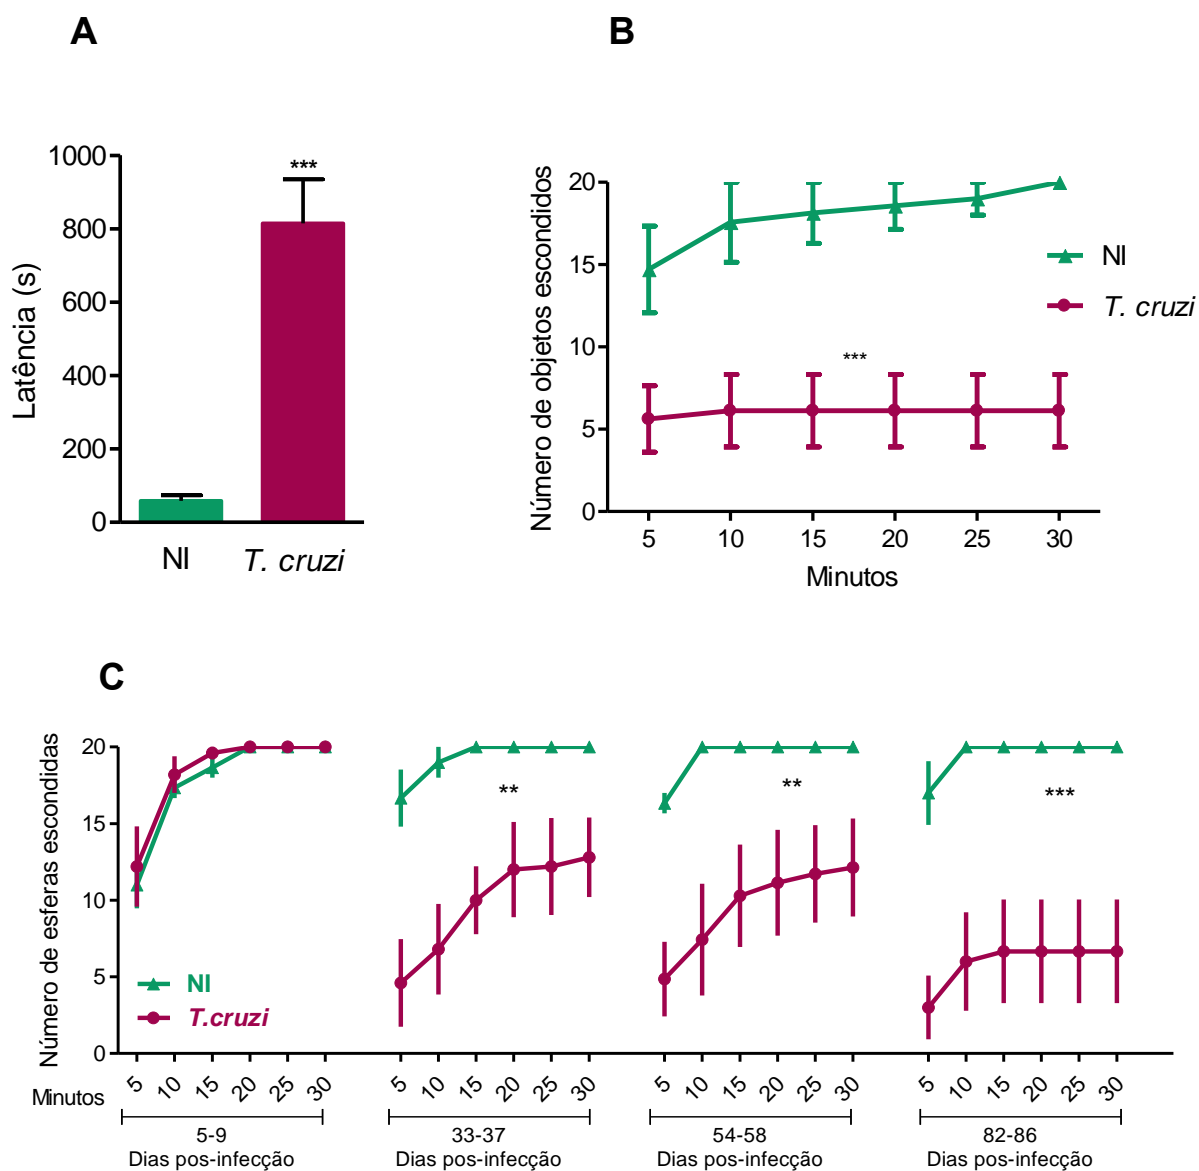 A
B
1000
800
600
400
200
0
Latência (s)
***
NI
T. cruzi
20
15
10
5
0
Número de objetos escondidos
***
NI
T. cruzi
5 10 15 20 25 30
Minutos
C
20
15
10
5
0
Número de esferas escondidas
NI
T.cruzi
**
**
***
Minutos
5 10 15 20 25 30
5 10 15 20 25 30
5 10 15 20 25 30
5 10 15 20 25 30
5-9
Dias pos-infecção
33-37
Dias pos-infecção
54-58
Dias pos-infecção
82-86
Dias pos-infecção